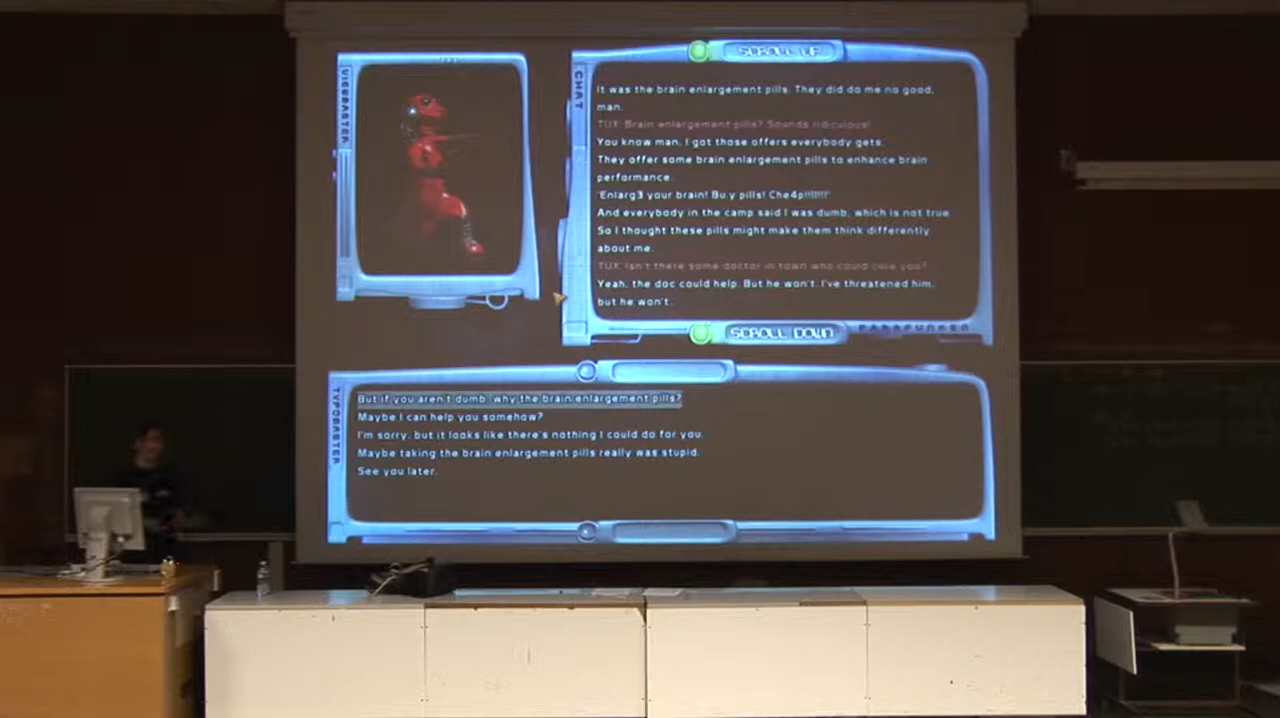 SCROLL UP
VIEWBASTER
CHAT
It was the brain enlargement pills. They did do me no good,
man.
TUX: Brain enlargement pills? Sounds ridiculous!
You know man, I got those offers everybody gets.
They offer some brain enlargement pills to enhance brain
performance.
'Enlarg3 your brain! Bu.y pills! Che4p!!!!!!!'
And everybody in the camp said I was dumb, which is not true.
So I thought these pills might make them think differently
about me.
TUX: Isn't there some doctor in town who could cure you?
Yeah, the doc could help. But he won't. I've threatened him,
but he won't.
SCROLL DOWN
TYPOBASTER
But if you aren't dumb, why the brain enlargement pills?
Maybe I can help you somehow?
I'm sorry, but it looks like there's nothing I could do for you.
Maybe taking the brain enlargement pills really was stupid.
See you later.